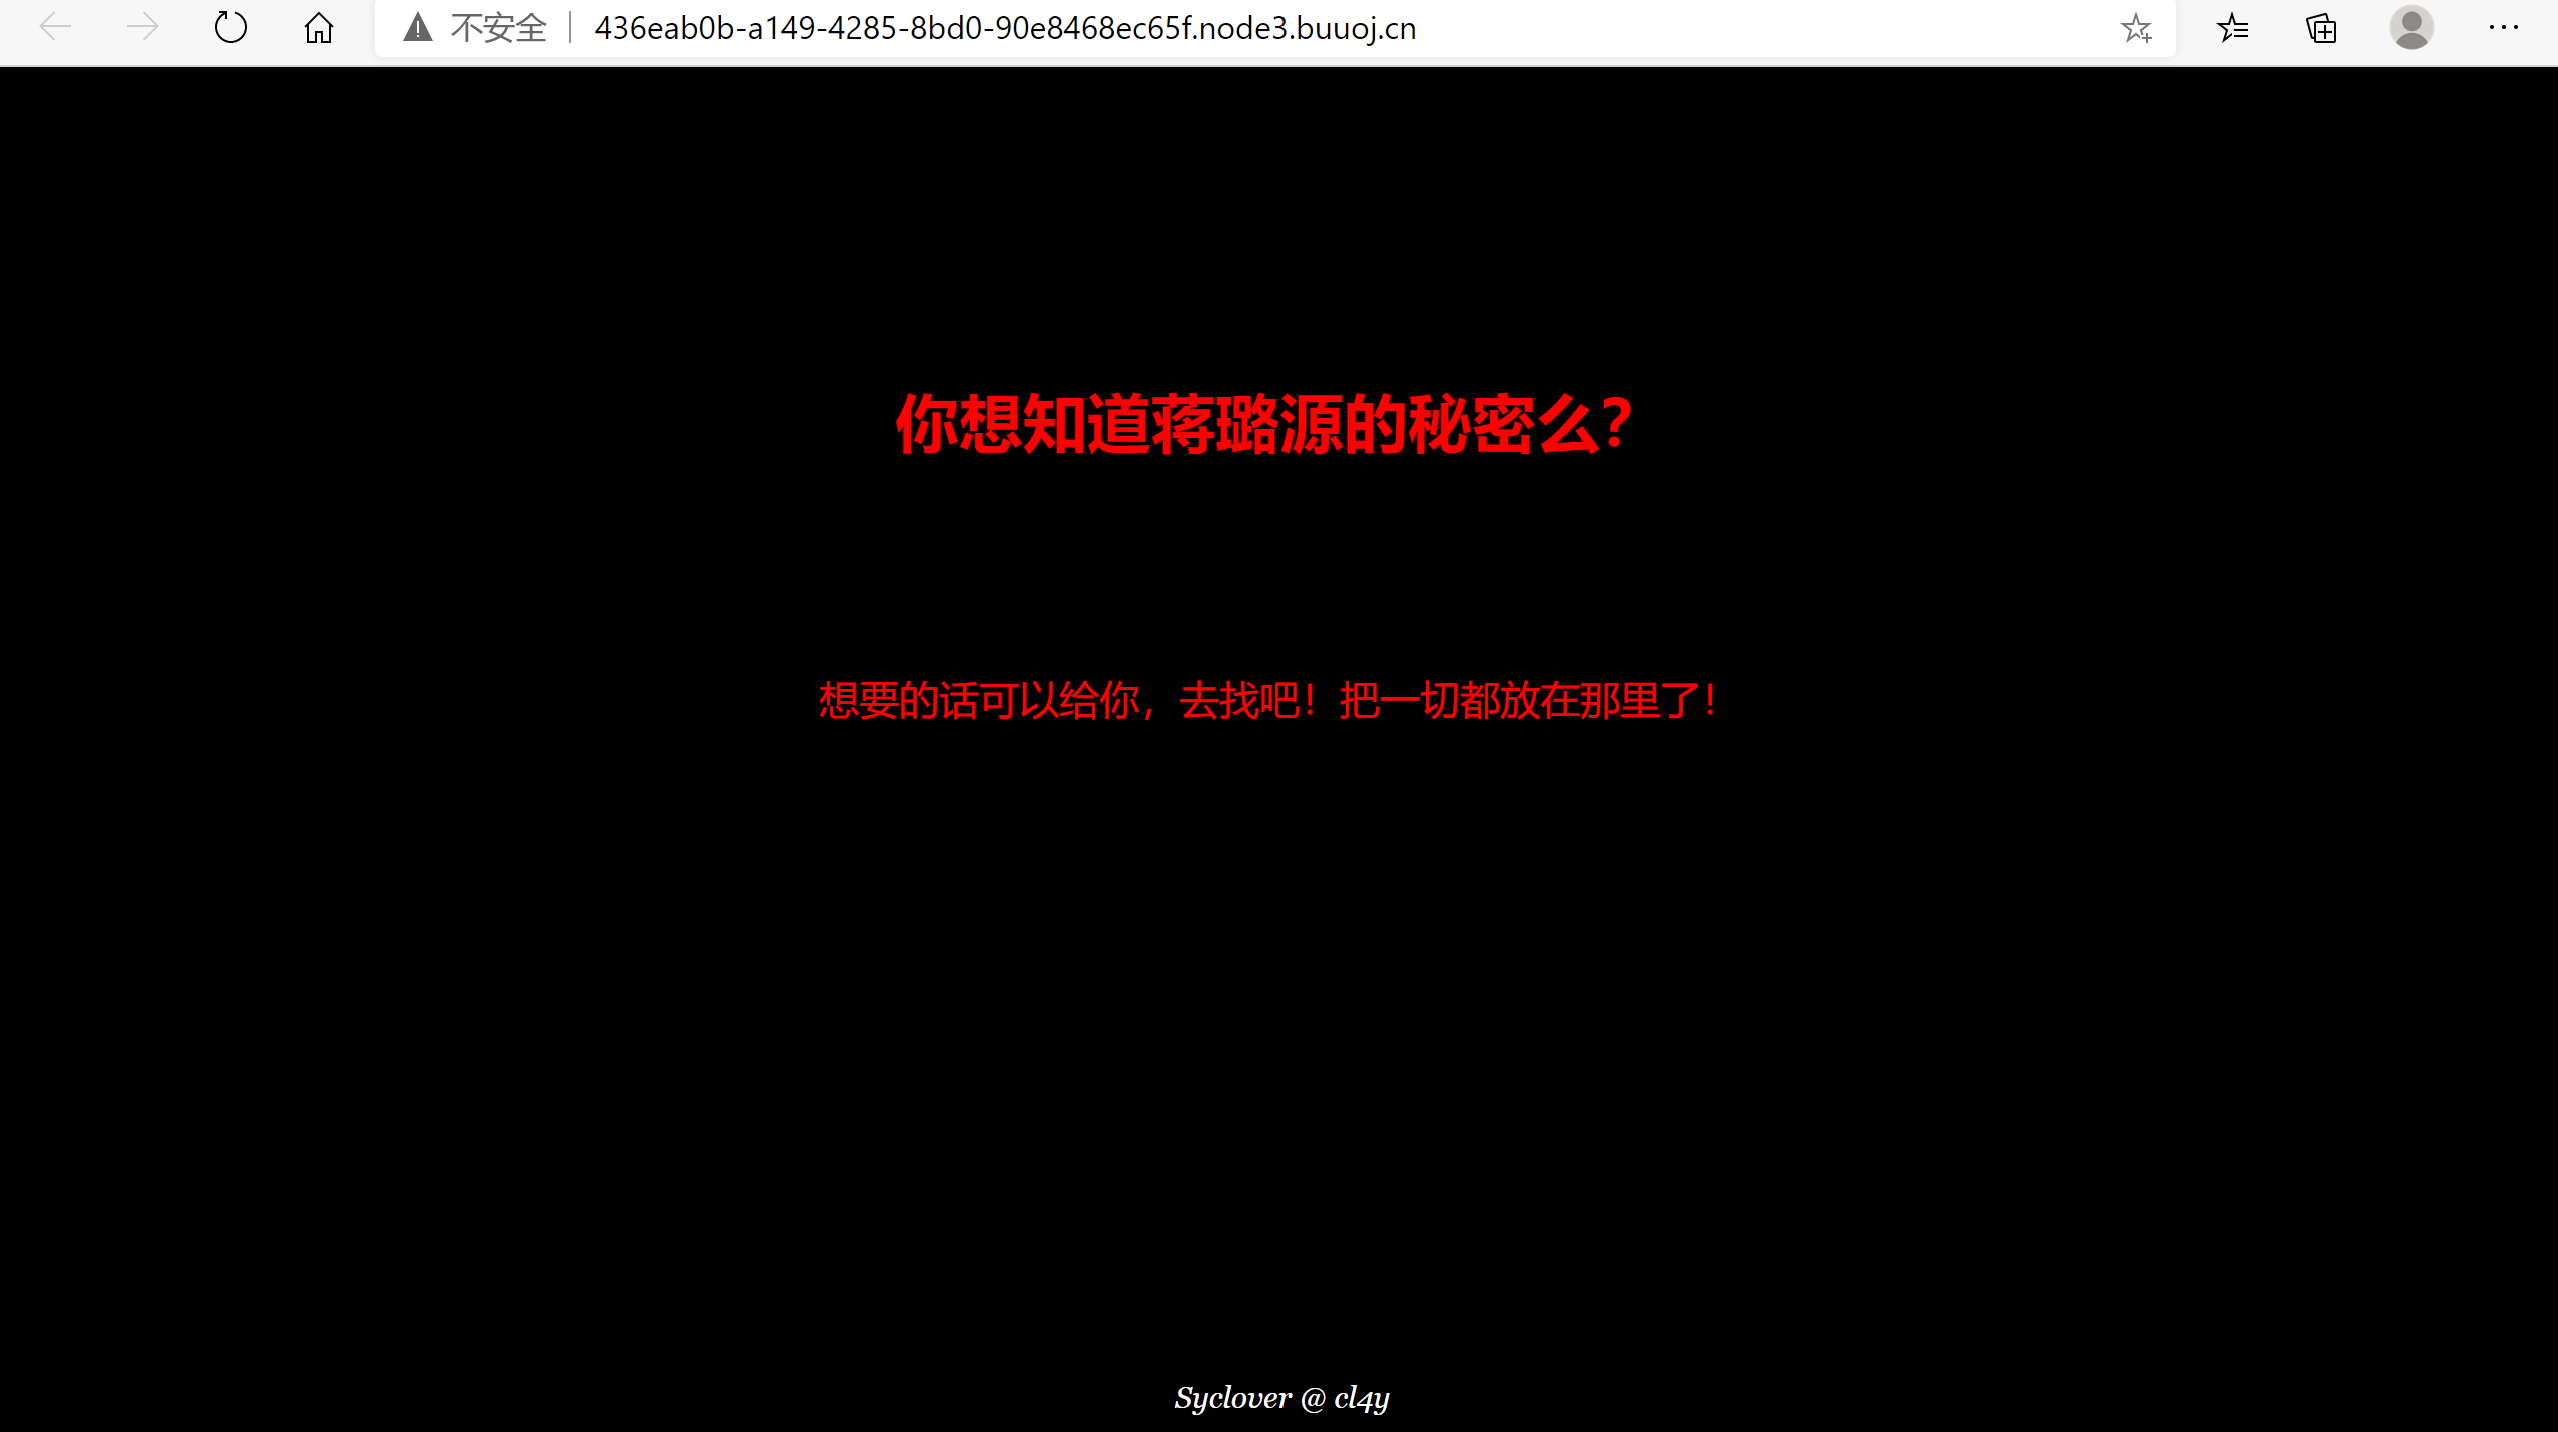 不安全 436eab0b-a149-4285-8bd0-90e8468ec65f.node3.buuoj.cn
你想知道蒋璐源的秘密么?
想要的话可以给你，去找吧！把一切都放在那里了！
Syclover @ cl4y